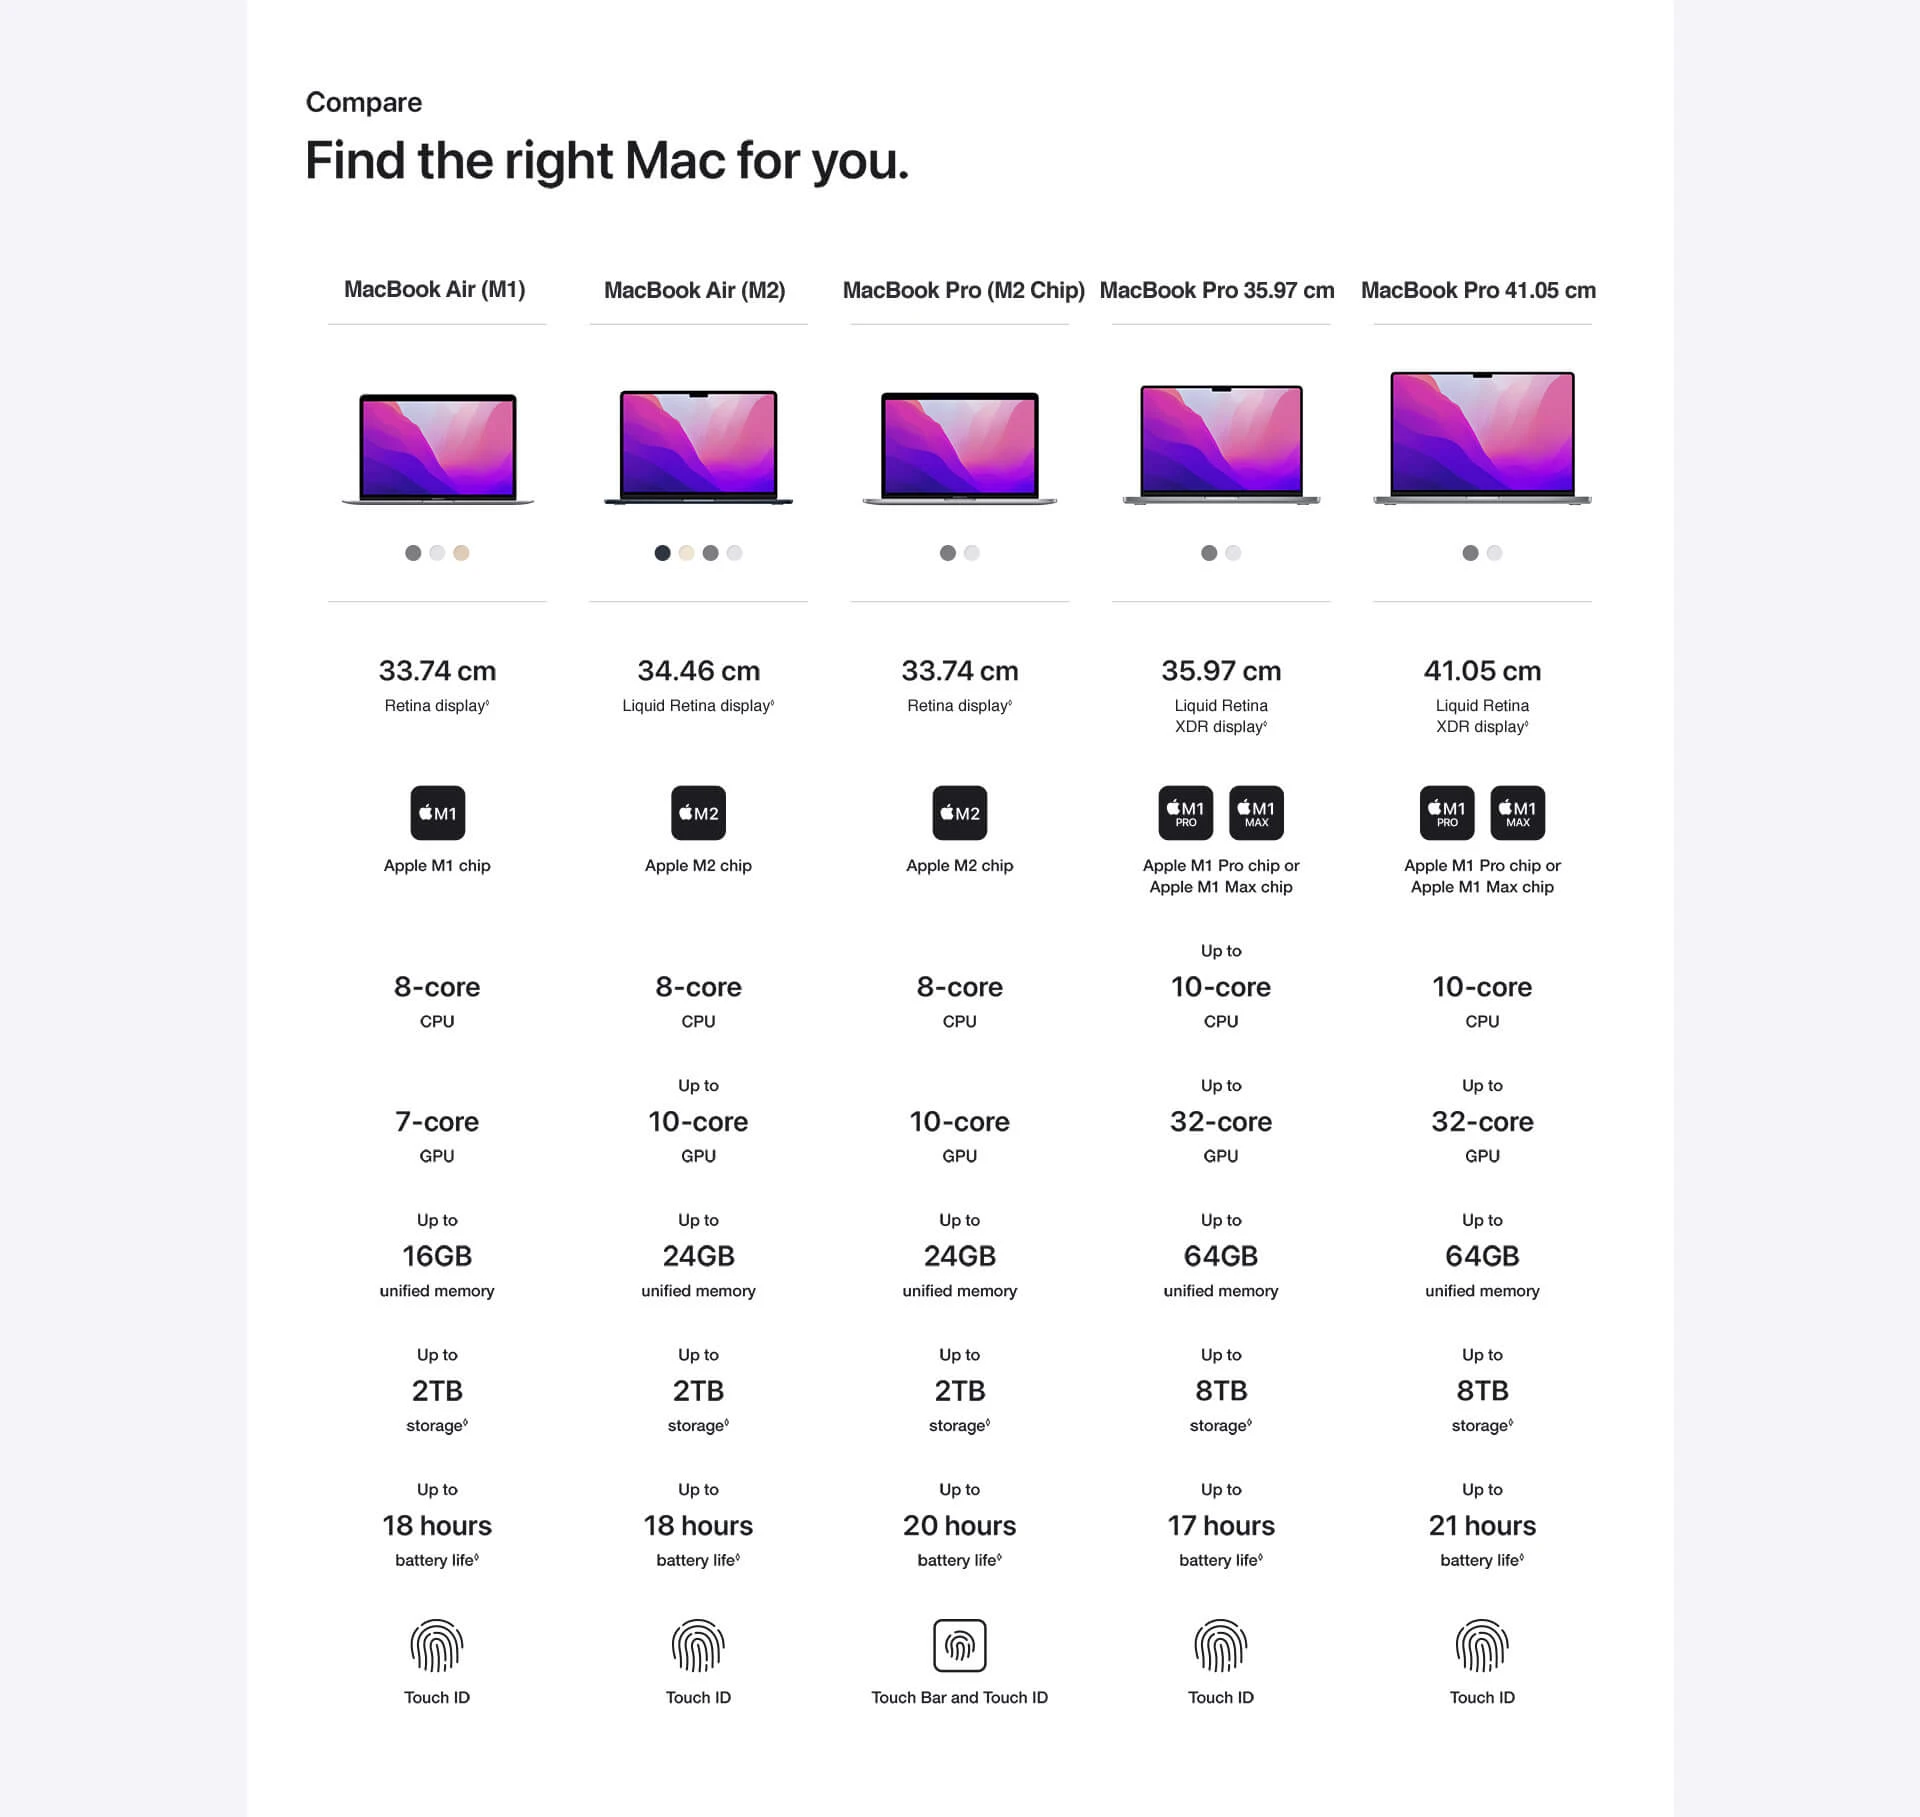 Compare
Find the right Mac for you.
MacBook Air (M1) MacBook Air (M2) MacBook Pro (M2 Chip) MacBook Pro 35.97 cm MacBook Pro 41.05 cm
33.74 cm 34.46 cm 33.74 cm 35.97 cm 41.05 cm
Retina display◊ Liquid Retina display◊ Retina display◊ Liquid Retina Liquid Retina
XDR display◊ XDR display◊
M1 M2 M2 M1 M1 M1 M1
PRO MAX PRO MAX
Apple M1 chip Apple M2 chip Apple M2 chip Apple M1 Pro chip or Apple M1 Pro chip or
Apple M1 Max chip Apple M1 Max chip
Up to
8-core 8-core 8-core 10-core 10-core
CPU CPU CPU CPU CPU
Up to Up to Up to
7-core 10-core 10-core 32-core 32-core
GPU GPU GPU GPU GPU
Up to Up to Up to Up to Up to
16GB 24GB 24GB 64GB 64GB
unified memory unified memory unified memory unified memory unified memory
Up to Up to Up to Up to Up to
2TB 2TB 2TB 8TB 8TB
storage◊ storage◊ storage◊ storage◊ storage◊
Up to Up to Up to Up to Up to
18 hours 18 hours 20 hours 17 hours 21 hours
battery life◊ battery life◊ battery life◊ battery life◊ battery life◊
Touch ID Touch ID Touch Bar and Touch ID Touch ID Touch ID